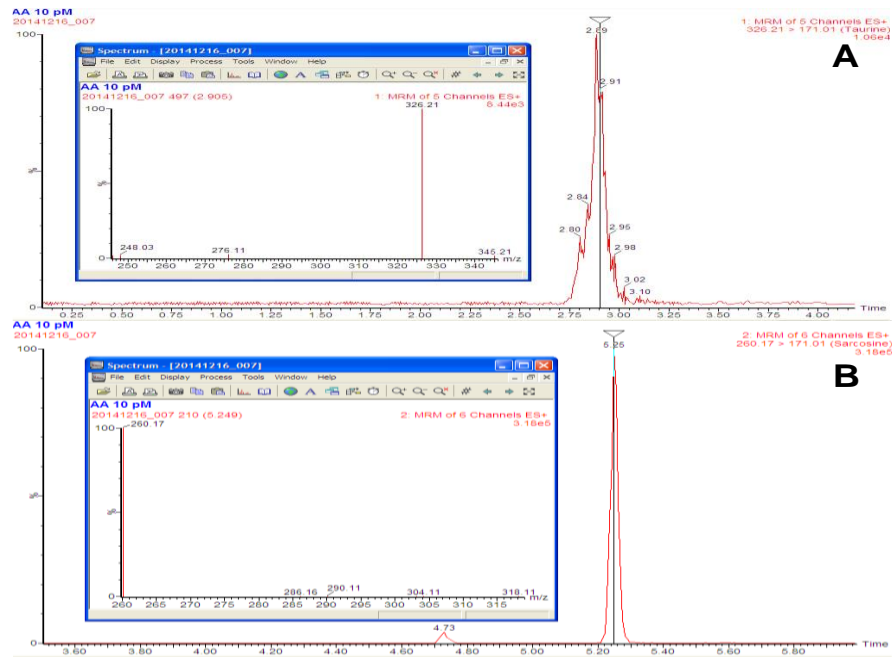 AA 10 pM
20141216_007
1: MRM of 5 Channels ES+
326.21 > 171.01 (Taurine)
1.06e4
A
100
%
0
2.89
2.91
2.84
2.80
2.95
2.98
3.02
3.10
Spectrum - [20141216_007]
File Edit Display Process Tools Window Help
AA 10 pM
20141216_007 497 (2.905)
1: MRM of 5 Channels ES+
8.44e3
100
%
0
326.21
248.03
276.11
345.21
250 260 270 280 290 300 310 320 330 340 m/z
0.25 0.50 0.75 1.00 1.25 1.50 1.75 2.00 2.25 2.50 2.75 3.00 3.25 3.50 3.75 4.00 Time
AA 10 pM
20141216_007
2: MRM of 6 Channels ES+
260.17 > 171.01 (Sarcosine)
3.18e5
B
100
%
0
5.25
4.73
Spectrum - [20141216_007]
File Edit Display Process Tools Window Help
AA 10 pM
20141216_007 210 (5.249)
2: MRM of 6 Channels ES+
3.18e5
100
%
0
260.17
286.16
290.11
304.11
318.11
260 265 270 275 280 285 290 295 300 305 310 315 m/z
3.60 3.80 4.00 4.20 4.40 4.60 4.80 5.00 5.20 5.40 5.60 5.80 Time